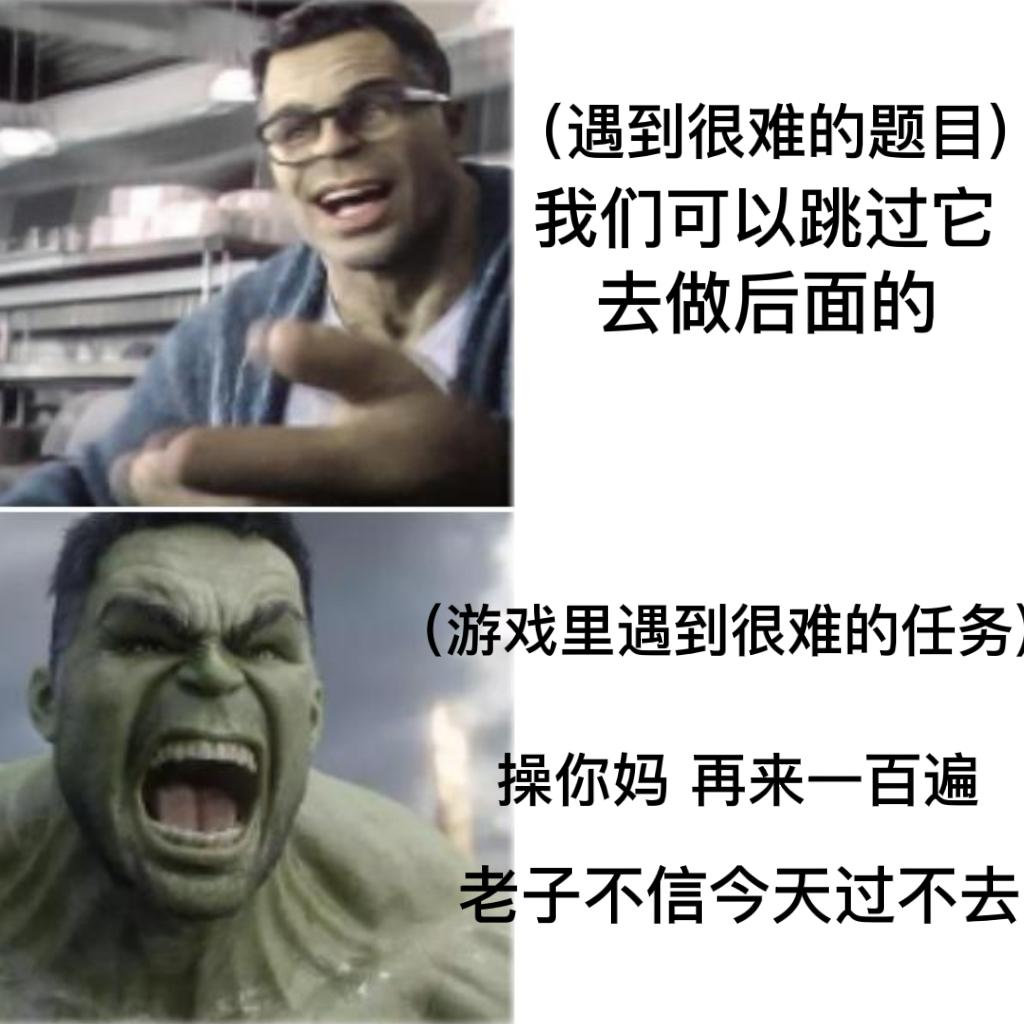 （遇到很难的题目）
我们可以跳过它
去做后面的
（游戏里遇到很难的任务）
操你妈 再来一百遍
老子不信今天过不去